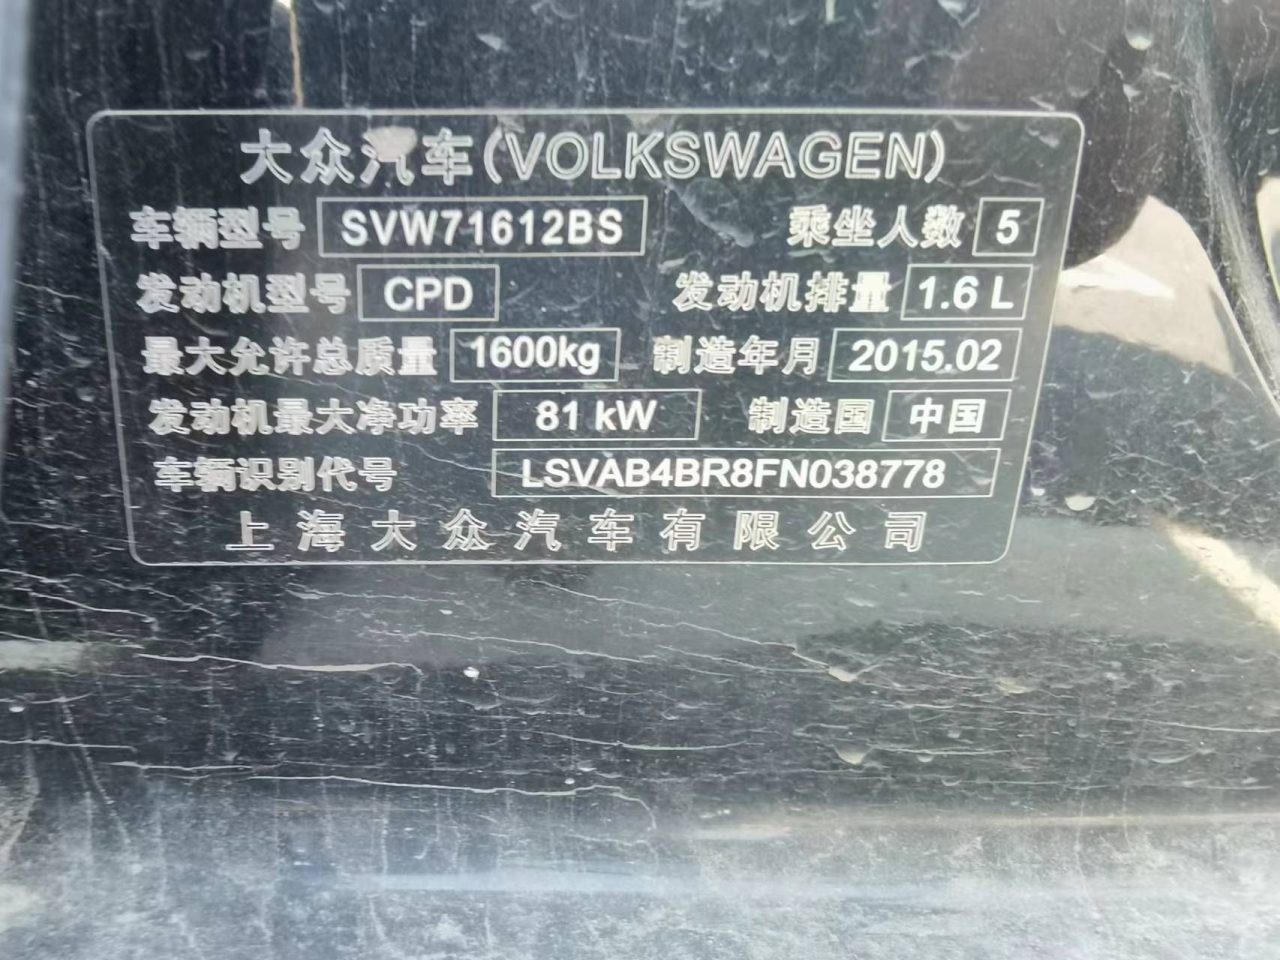 大众汽车(VOLKSWAGEN)
车辆型号 SVW71612BS 乘坐人数 5
发动机型号 CPD 发动机排量 1.6 L
最大允许总质量 1600kg 制造年月 2015.02
发动机最大净功率 81 kW 制造国 中国
车辆识别代号 LSVAB4BR8FN038778
上海大众汽车有限公司